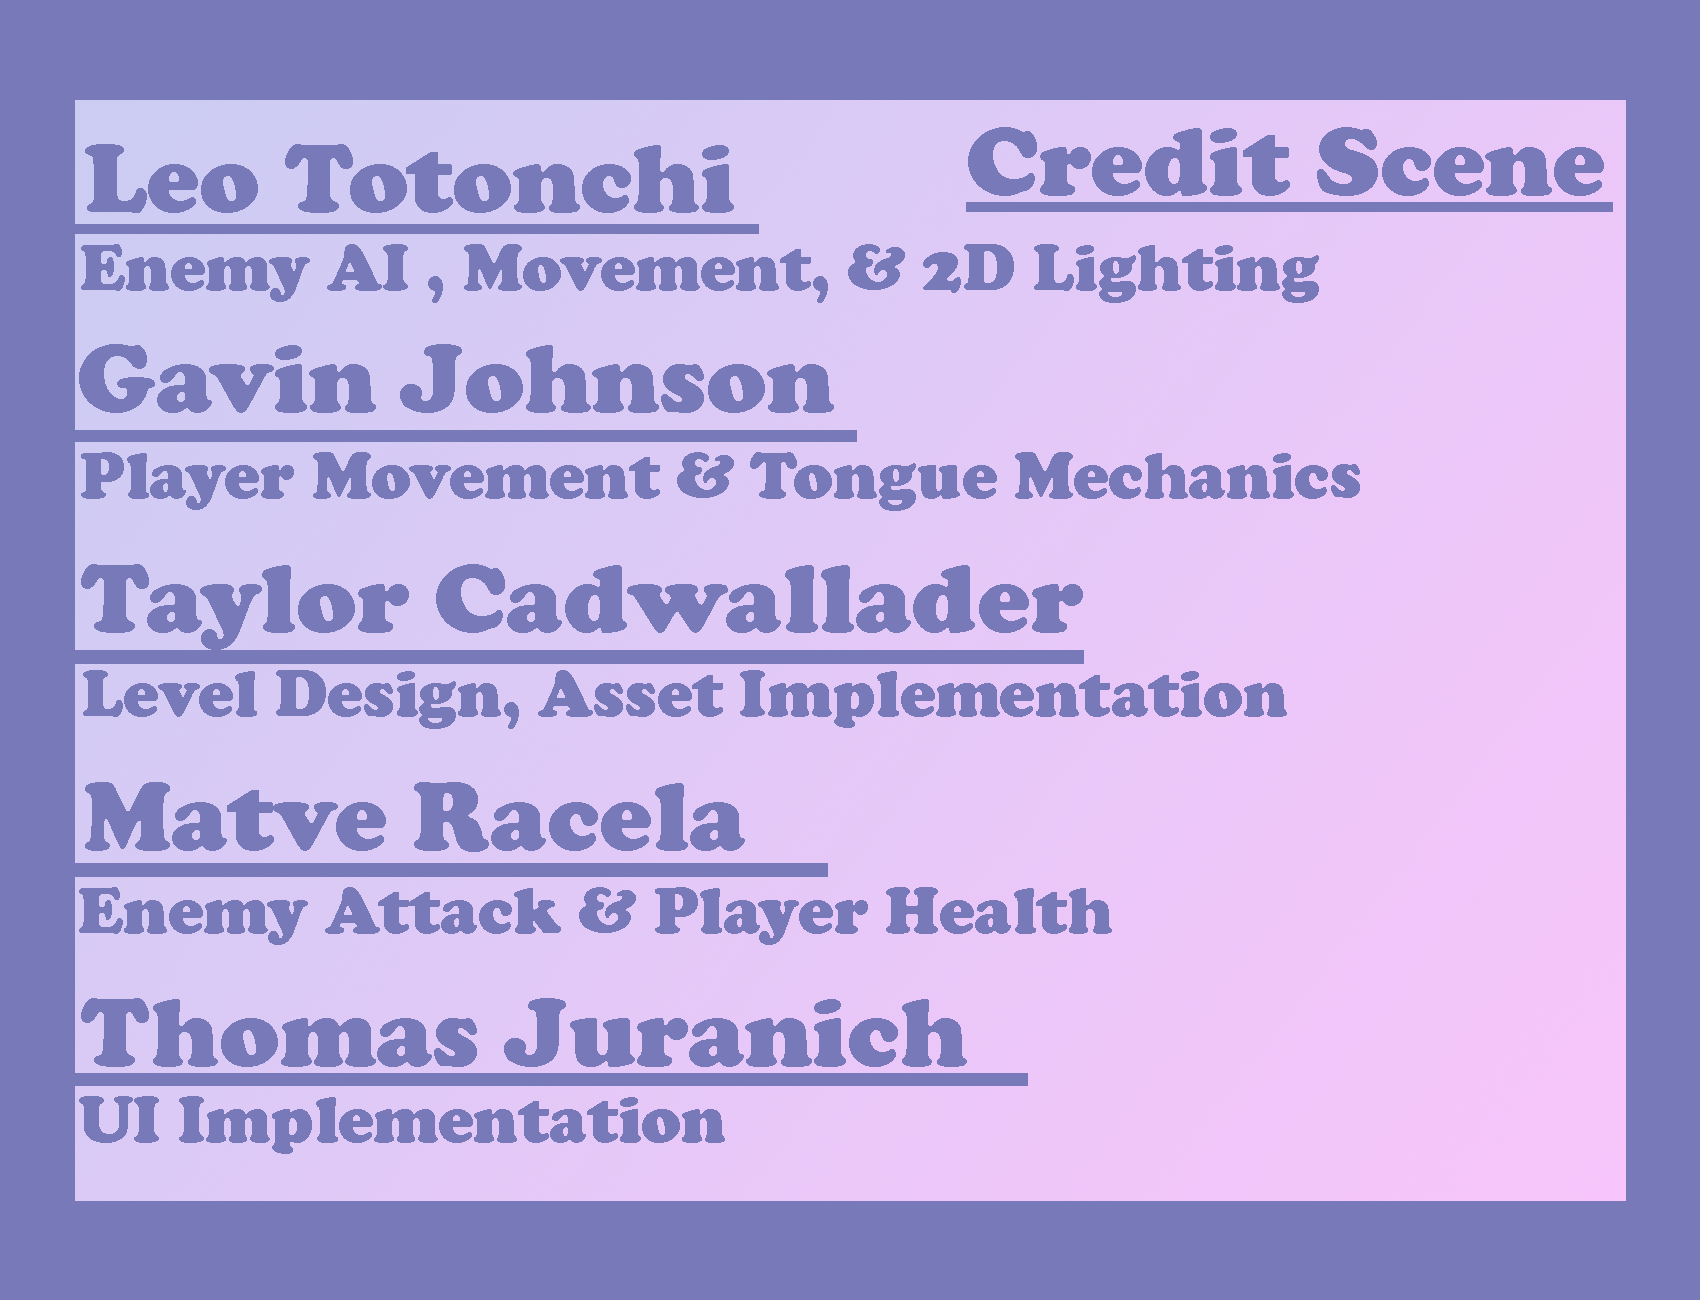 Leo Totonchi
Credit Scene
Enemy AI , Movement, & 2D Lighting
Gavin Johnson
Player Movement & Tongue Mechanics
Taylor Cadwallader
Level Design, Asset Implementation
Matve Racela
Enemy Attack & Player Health
Thomas Juranich
UI Implementation